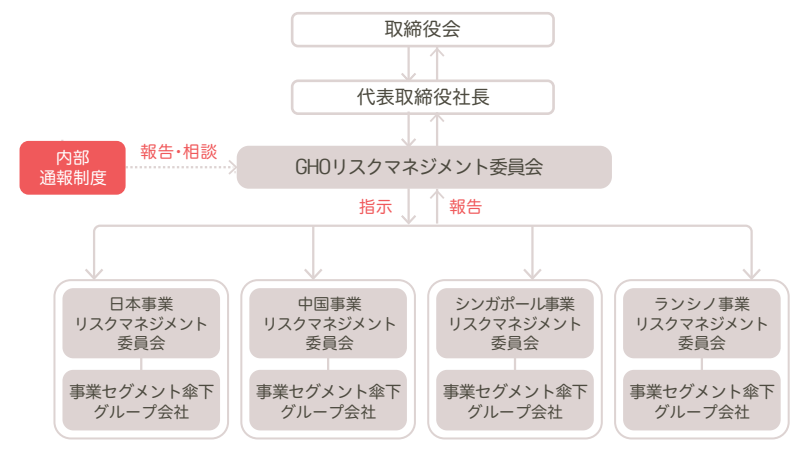 取締役会
代表取締役社長
内部
通報制度
報告・相談
GHOリスクマネジメント委員会
指示
報告
日本事業
リスクマネジメント
委員会
事業セグメント傘下
グループ会社
中国事業
リスクマネジメント
委員会
事業セグメント傘下
グループ会社
シンガポール事業
リスクマネジメント
委員会
事業セグメント傘下
グループ会社
ランシノ事業
リスクマネジメント
委員会
事業セグメント傘下
グループ会社